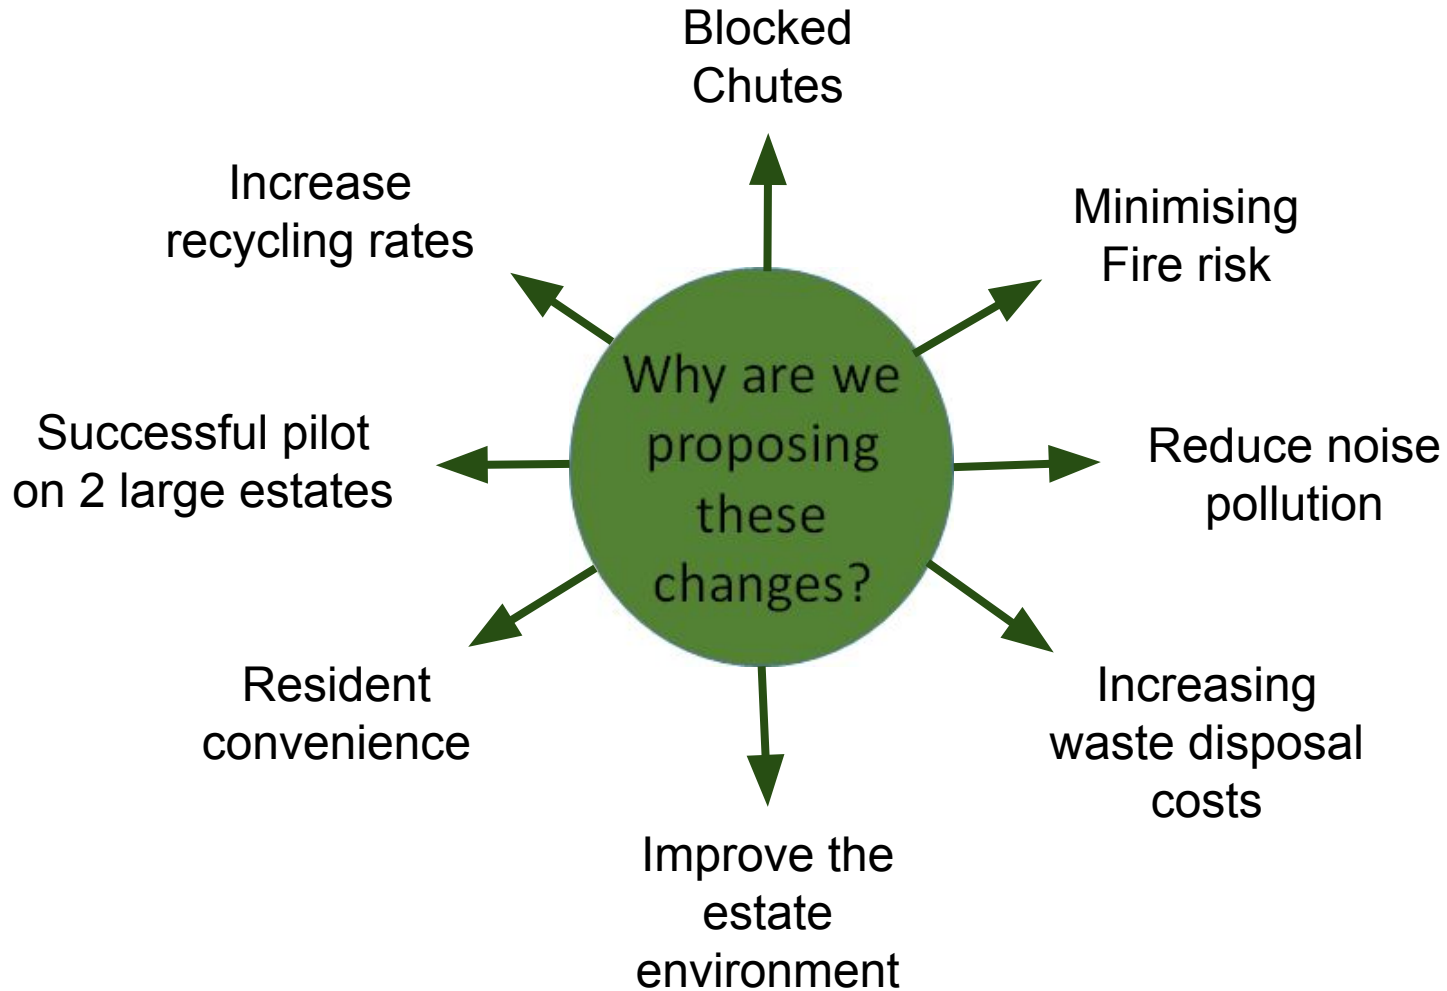 Blocked
Chutes
Increase
recycling rates
Minimising
Fire risk
Why are we
proposing
these
changes?
Successful pilot
on 2 large estates
Reduce noise
pollution
Resident
convenience
Increasing
waste disposal
costs
Improve the
estate
environment